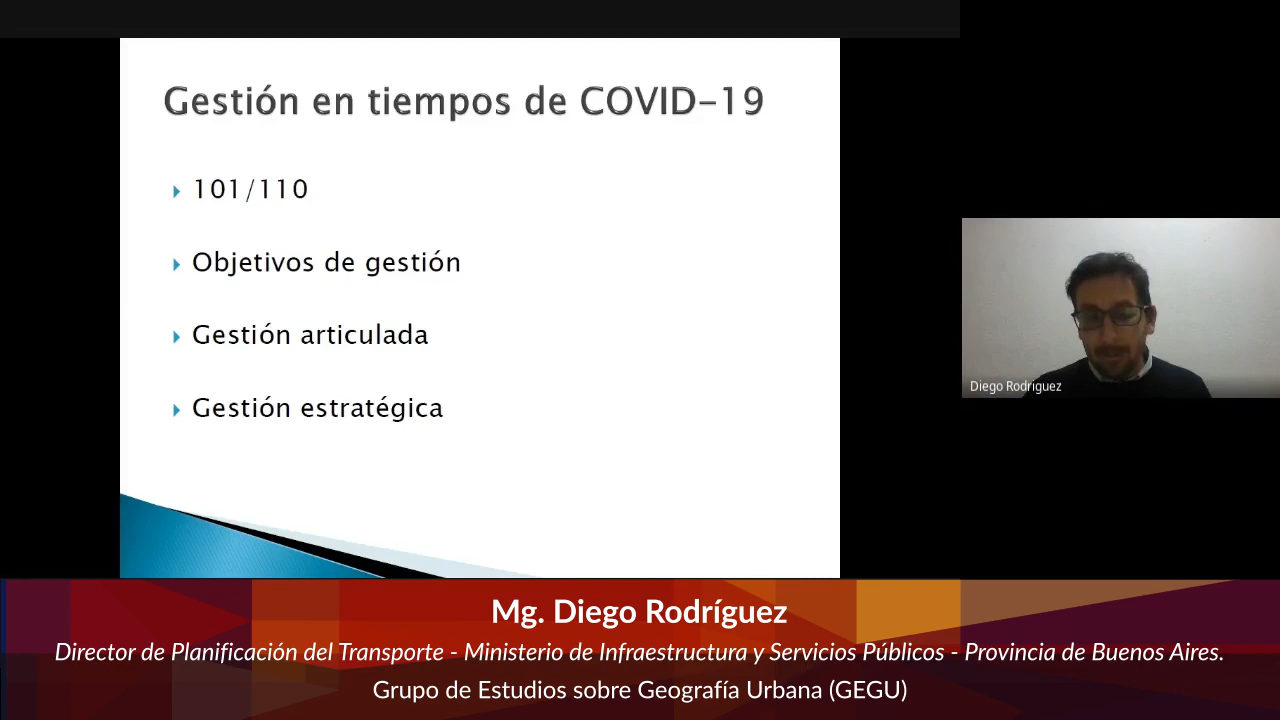 Gestión en tiempos de COVID-19
101/110
Objetivos de gestión
Gestión articulada
Gestión estratégica
Diego Rodriguez
Mg. Diego Rodríguez
Director de Planificación del Transporte - Ministerio de Infraestructura y Servicios Públicos - Provincia de Buenos Aires.
Grupo de Estudios sobre Geografía Urbana (GEGU)